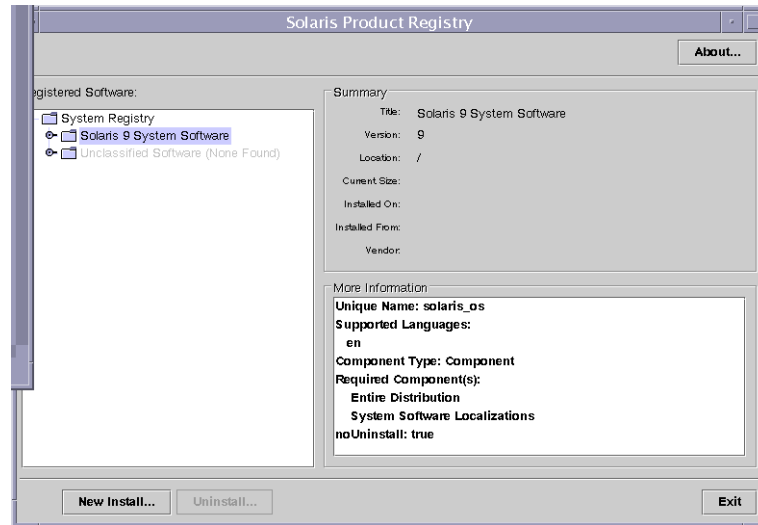 Solaris Product Registry
About...
egistered Software:
System Registry
Solaris 9 System Software
Unclassified Software (None Found)
Summary
Title: Solaris 9 System Software
Version: 9
Location: /
Current Size:
Installed On:
Installed From:
Vendor:
More Information
Unique Name: solaris_os
Supported Languages:
en
Component Type: Component
Required Component(s):
Entire Distribution
System Software Localizations
noUninstall: true
New Install...
Uninstall...
Exit